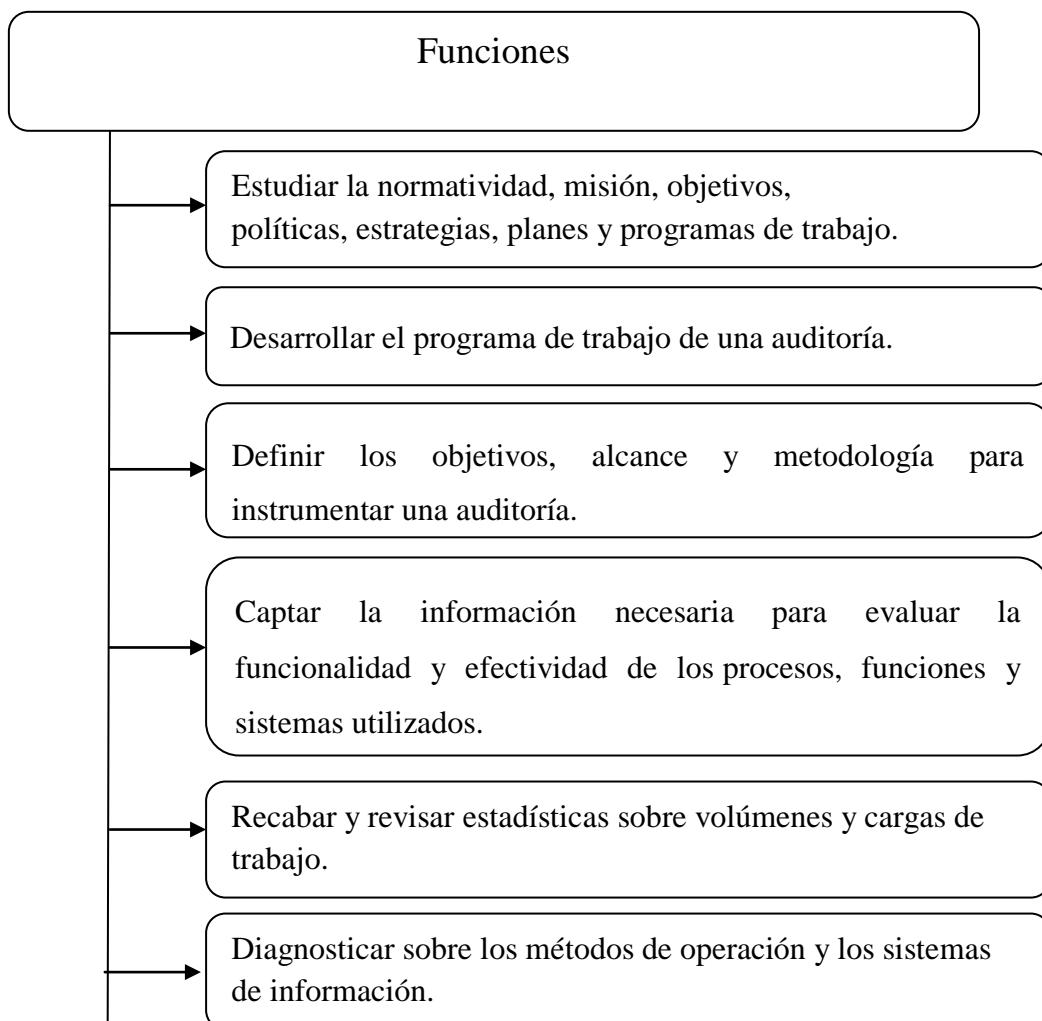 Funciones
Estudiar la normatividad, misión, objetivos,
políticas, estrategias, planes y programas de trabajo.
Desarrollar el programa de trabajo de una auditoría.
Definir los objetivos, alcance y metodología para
instrumentar una auditoría.
Captar la información necesaria para evaluar la
funcionalidad y efectividad de los procesos, funciones y
sistemas utilizados.
Recabar y revisar estadísticas sobre volúmenes y cargas de
trabajo.
Diagnosticar sobre los métodos de operación y los sistemas
de información.